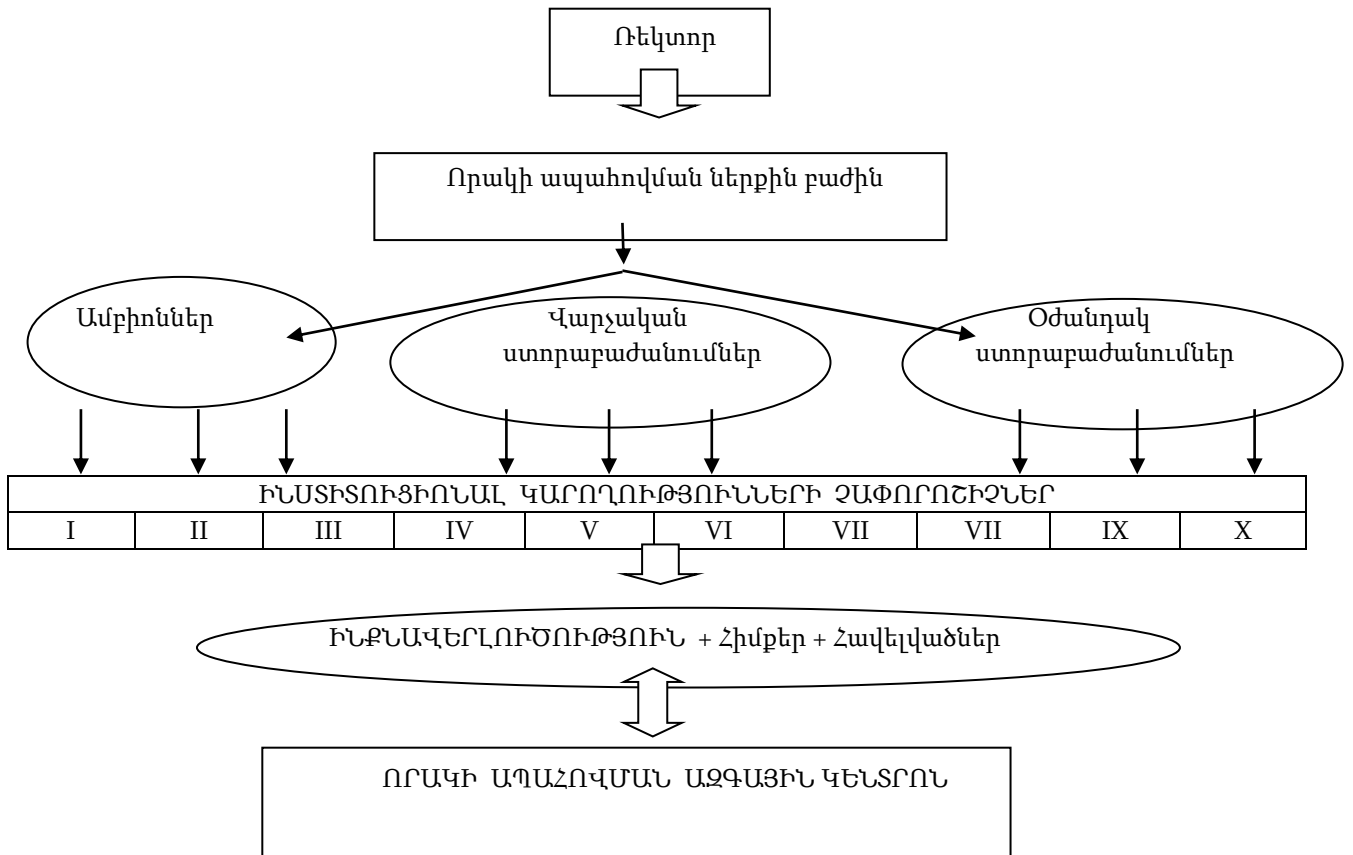 Ռեկտոր
Որակի ապահովման ներքին բաժին
Ամբիոններ
Վարչական
ստորաբաժանումներ
Օժանդակ
ստորաբաժանումներ
ԻՆՍՏԻՏՈՒՑԻՈՆԱԼ ԿԱՐՈՂՈՒԹՅՈՒՆՆԵՐԻ ՉԱՓՈՐՈՇԻՉՆԵՐ
I II III IV V VI VII VII IX X
ԻՆՔՆԱՎԵՐԼՈՒԾՈՒԹՅՈՒՆ + Հիմքեր + Հավելվածներ
ՈՐԱԿԻ ԱՊԱՀՈՎՄԱՆ ԱԶԳԱՅԻՆ ԿԵՆՏՐՈՆ